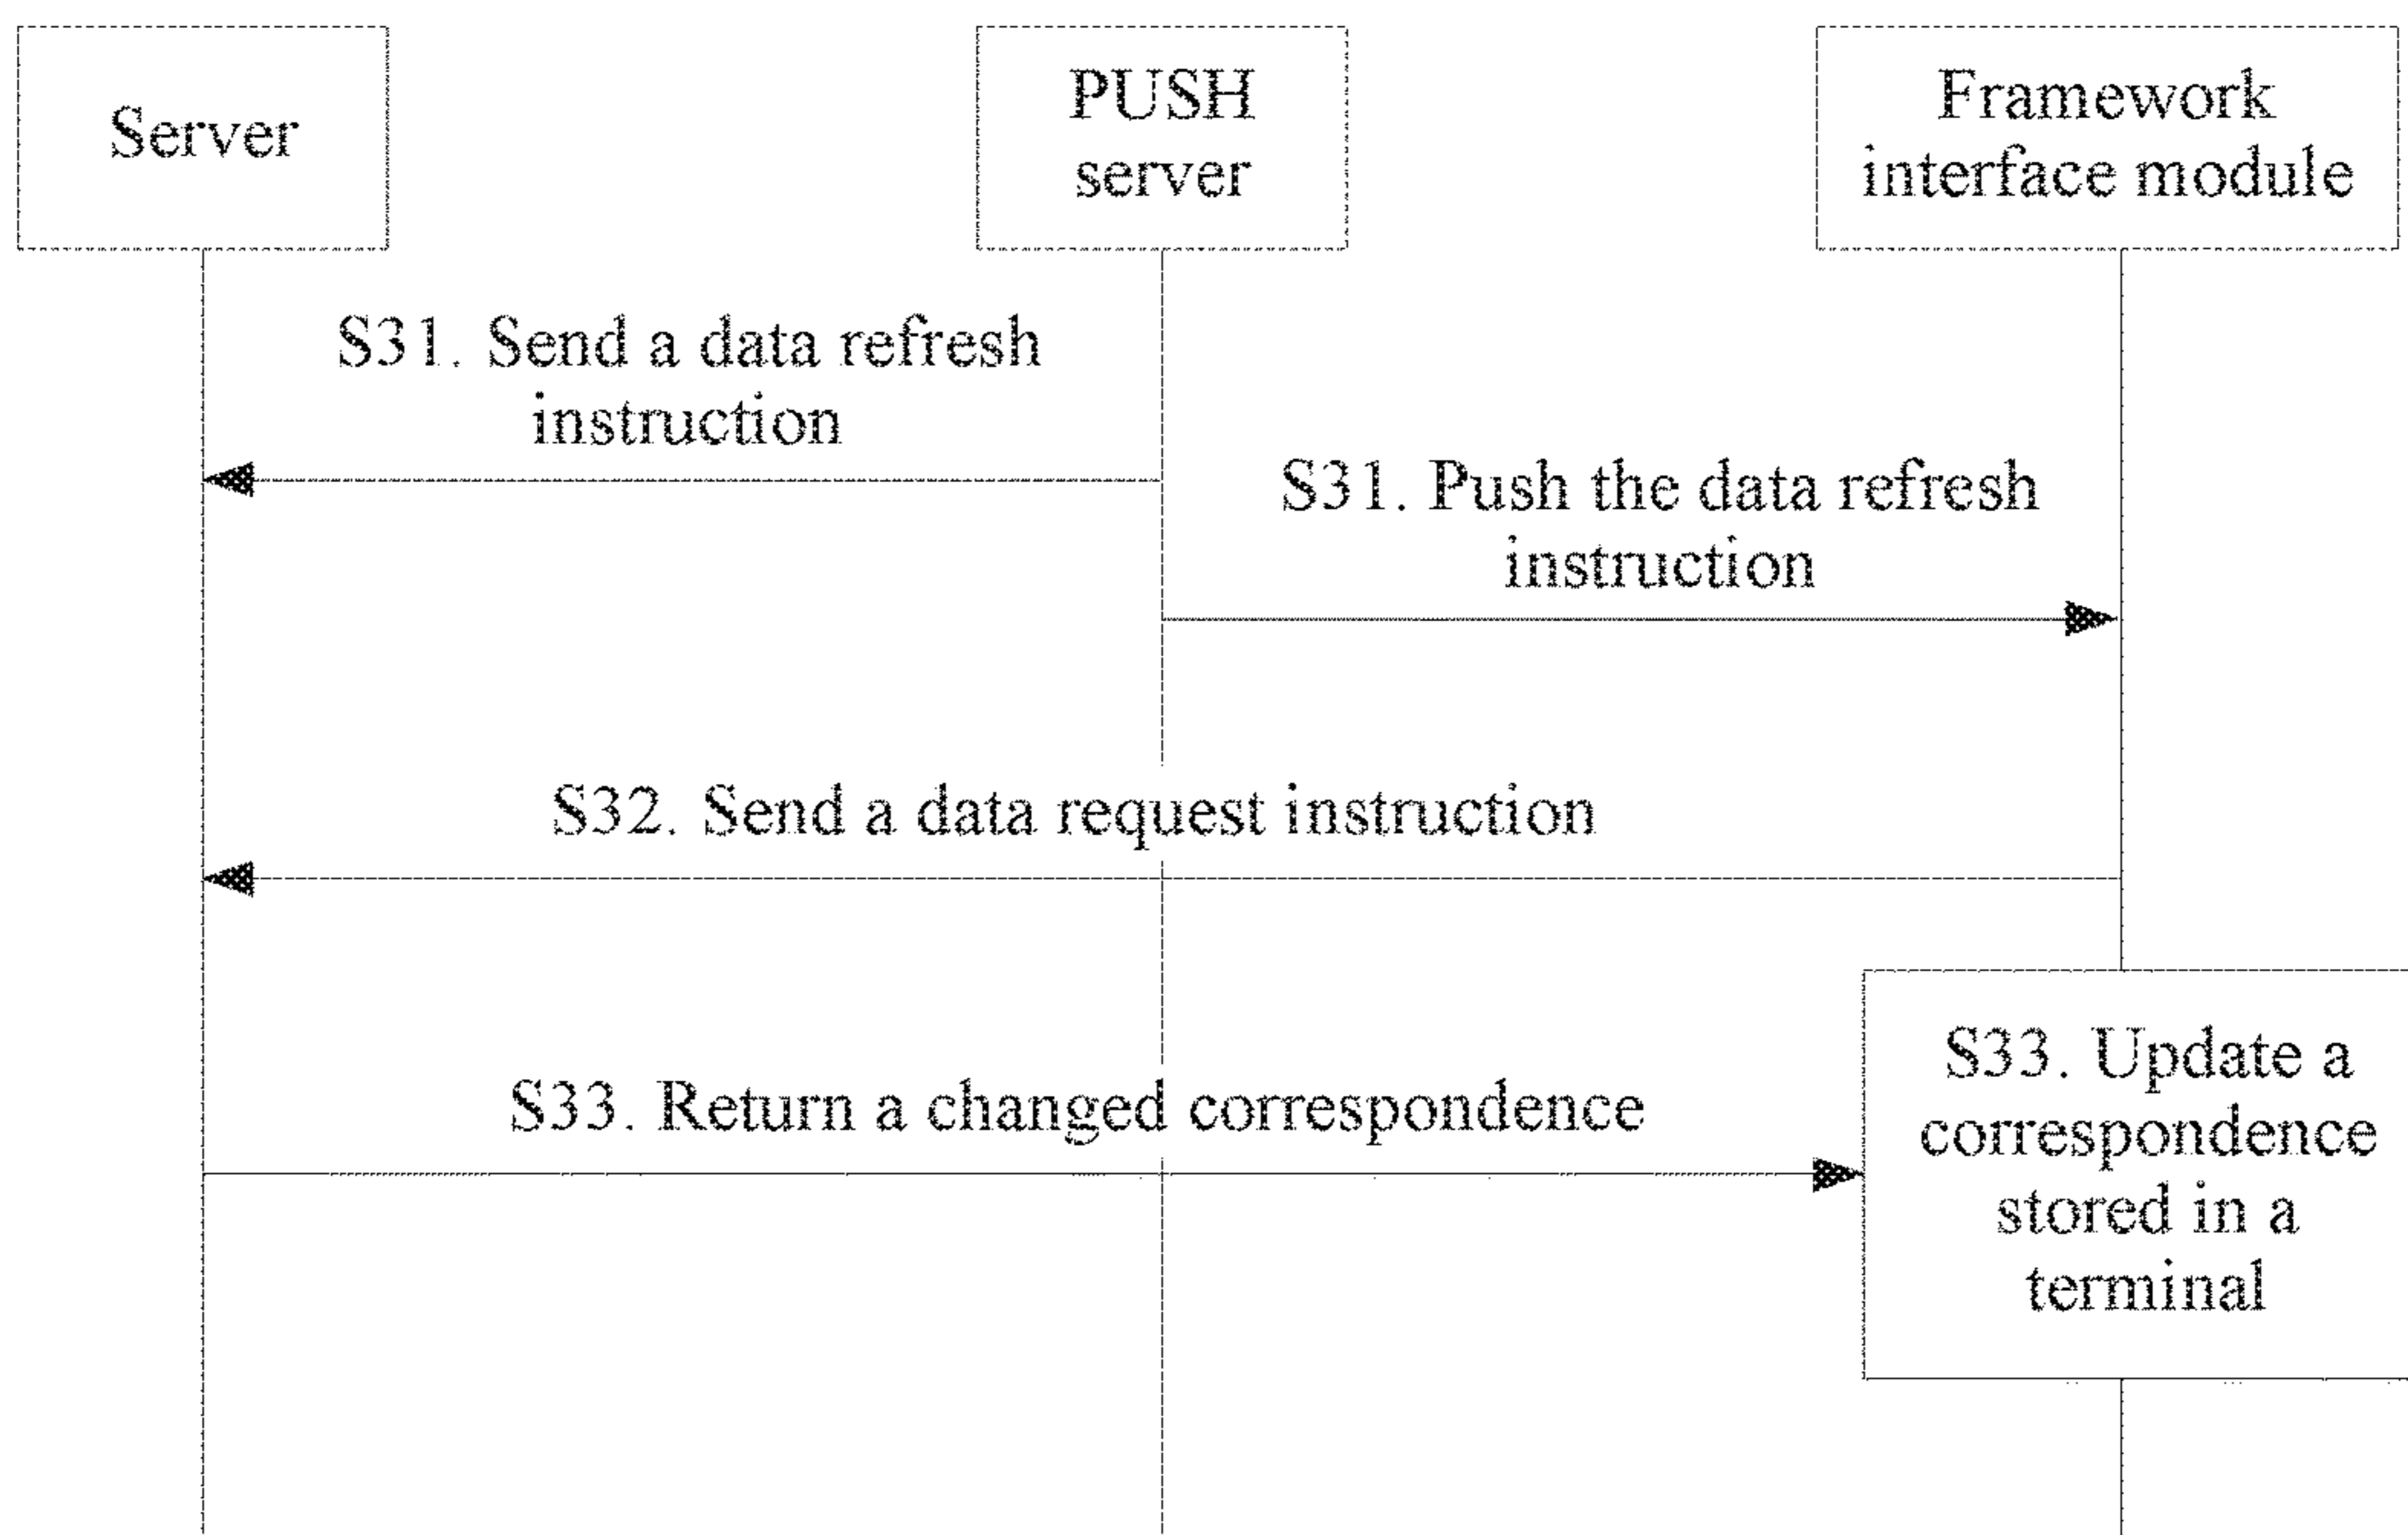 Server
PUSH
server
Framework
interface module
S31. Send a data refresh
instruction
S31. Push the data refresh
instruction
S32. Send a data request instruction
S33. Return a changed correspondence
S33. Update a
correspondence
stored in a
terminal